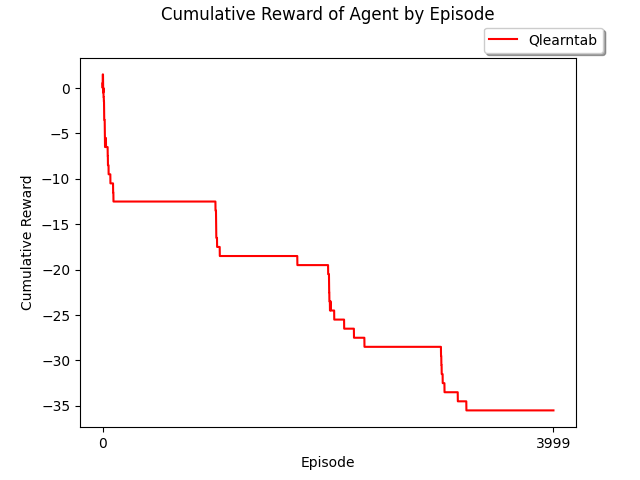 Cumulative Reward of Agent by Episode
Qlearntab
0
−5
−10
−15
−20
−25
−30
−35
Cumulative Reward
0
3999
Episode